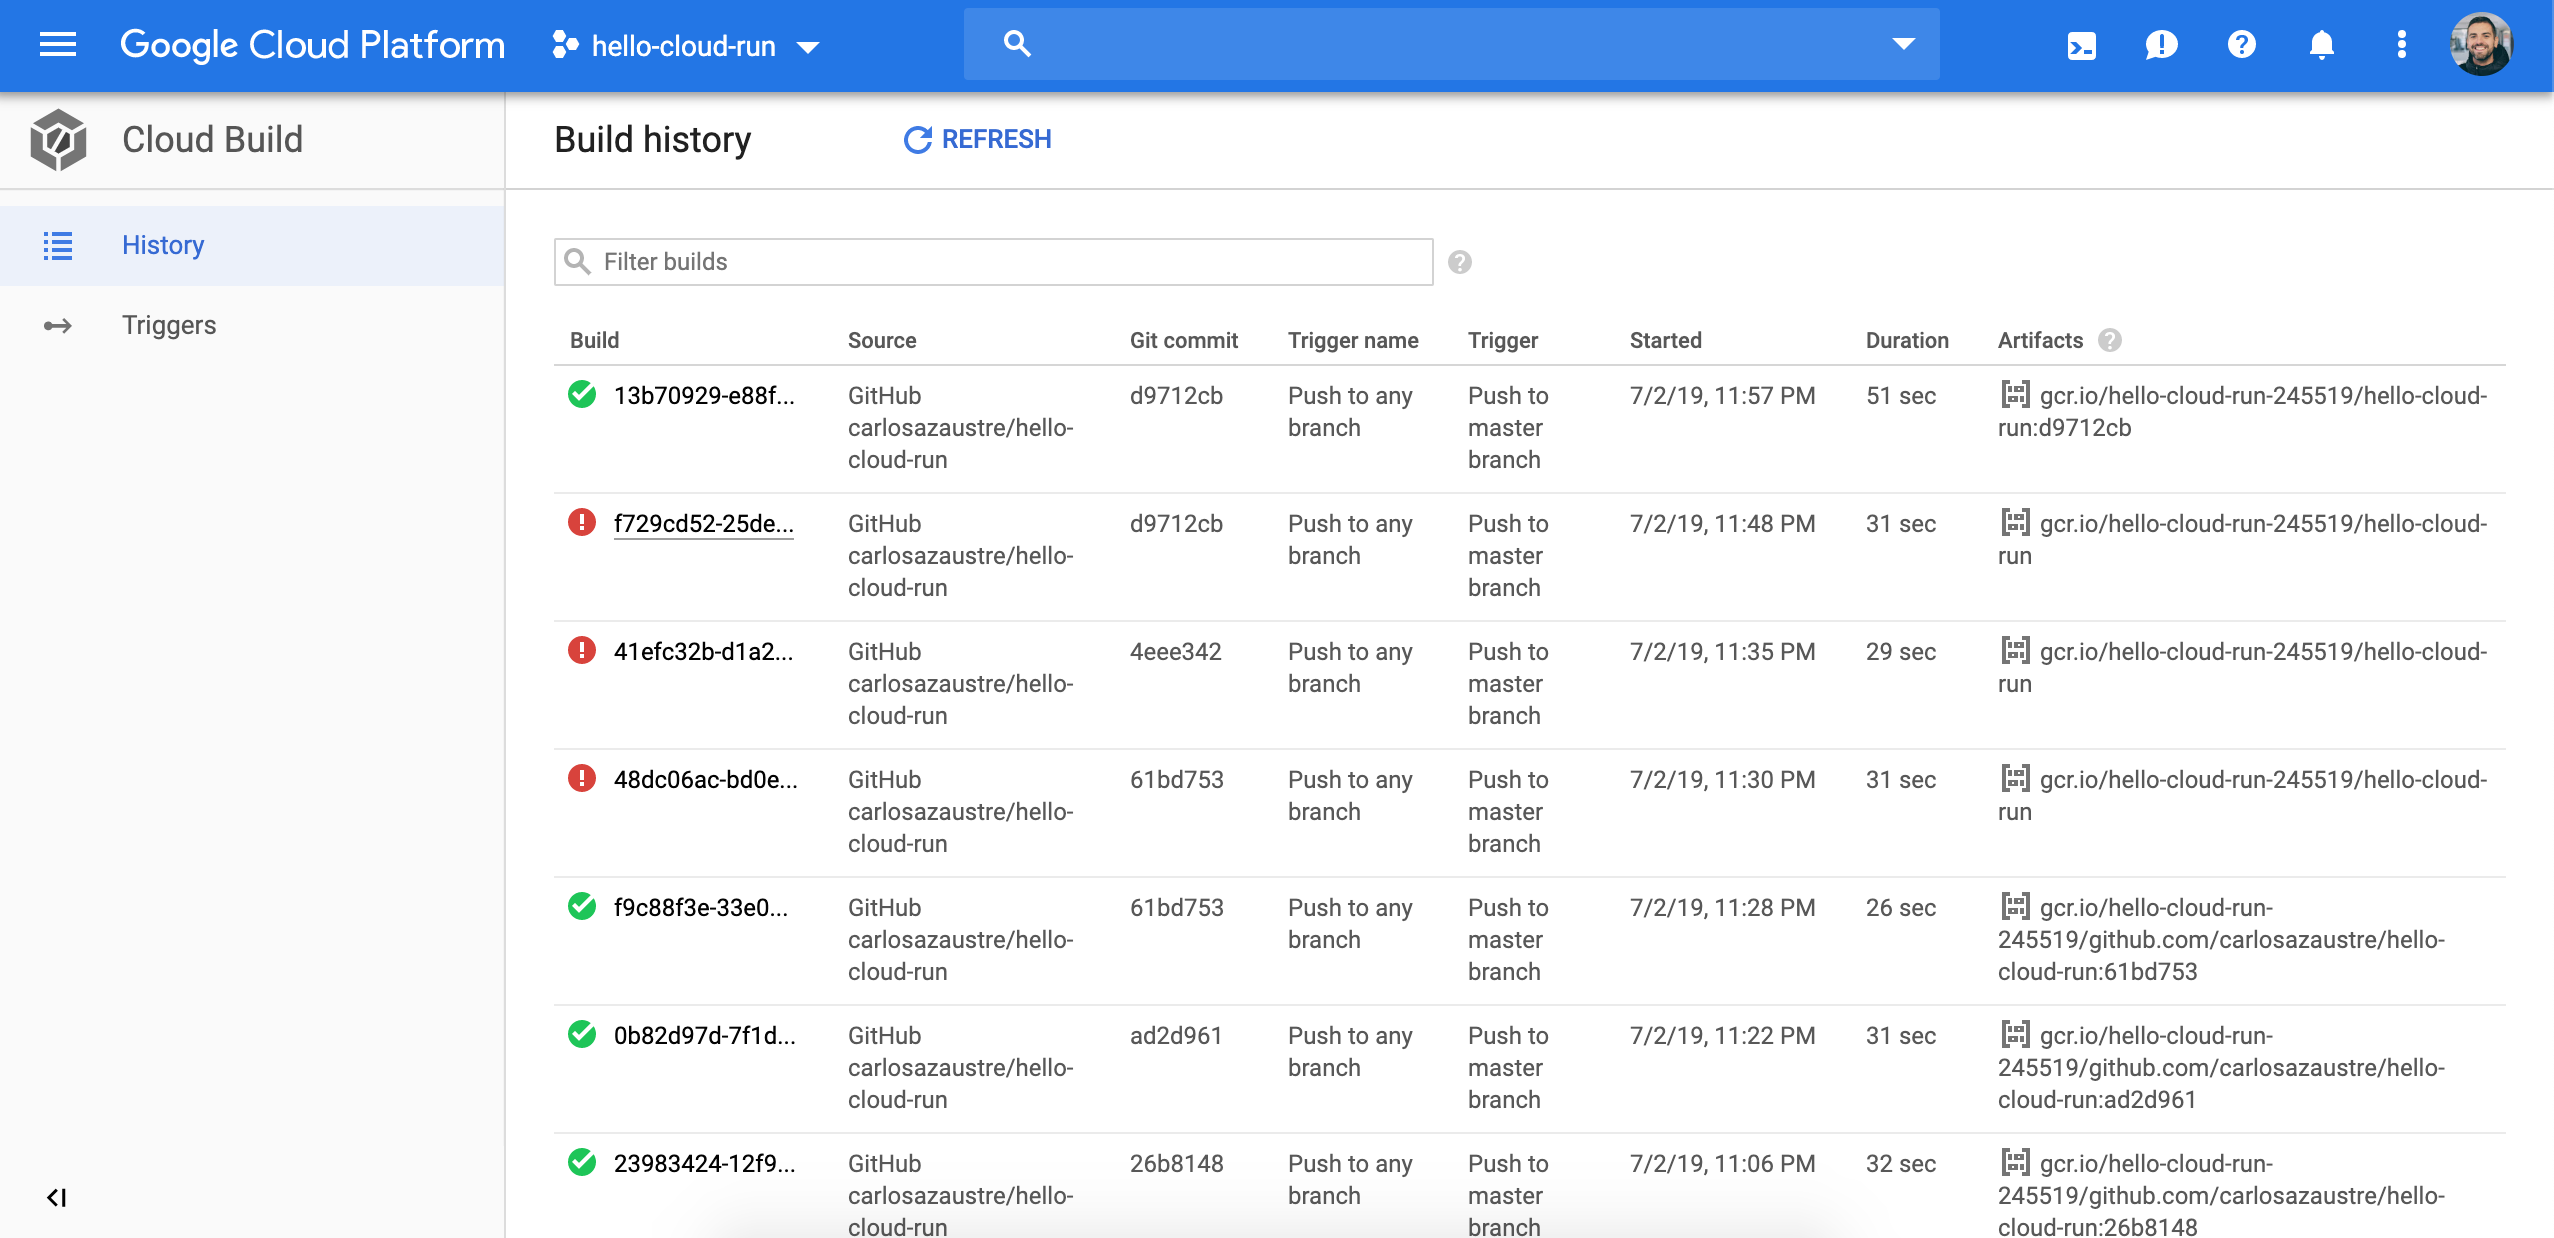 Google Cloud Platform hello-cloud-run
Cloud Build
Build history REFRESH
History
Triggers
Filter builds
Build Source Git commit Trigger name Trigger Started Duration Artifacts
13b70929-e88f... GitHub d9712cb Push to any Push to 7/2/19, 11:57 PM 51 sec gcr.io/hello-cloud-run-245519/hello-cloud-
carlosazaustre/hello- branch master run:d9712cb
cloud-run branch
f729cd52-25de... GitHub d9712cb Push to any Push to 7/2/19, 11:48 PM 31 sec gcr.io/hello-cloud-run-245519/hello-cloud-
carlosazaustre/hello- branch master run
cloud-run branch
41efc32b-d1a2... GitHub 4eee342 Push to any Push to 7/2/19, 11:35 PM 29 sec gcr.io/hello-cloud-run-245519/hello-cloud-
carlosazaustre/hello- branch master run
cloud-run branch
48dc06ac-bd0e... GitHub 61bd753 Push to any Push to 7/2/19, 11:30 PM 31 sec gcr.io/hello-cloud-run-245519/hello-cloud-
carlosazaustre/hello- branch master run
cloud-run branch
f9c88f3e-33e0... GitHub 61bd753 Push to any Push to 7/2/19, 11:28 PM 26 sec gcr.io/hello-cloud-run-
carlosazaustre/hello- branch master 245519/github.com/carlosazaustre/hello-
cloud-run branch cloud-run:61bd753
0b82d97d-7f1d... GitHub ad2d961 Push to any Push to 7/2/19, 11:22 PM 31 sec gcr.io/hello-cloud-run-
carlosazaustre/hello- branch master 245519/github.com/carlosazaustre/hello-
cloud-run branch cloud-run:ad2d961
23983424-12f9... GitHub 26b8148 Push to any Push to 7/2/19, 11:06 PM 32 sec gcr.io/hello-cloud-run-
carlosazaustre/hello- branch master 245519/github.com/carlosazaustre/hello-
cloud-run branch cloud-run:26b8148